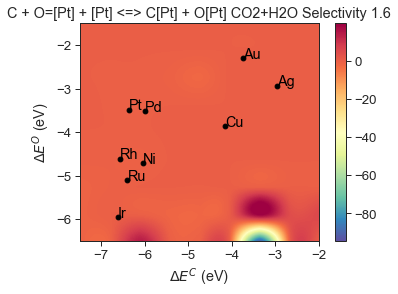 C + O=[Pt] + [Pt] <=> C[Pt] + O[Pt] CO2+H2O Selectivity 1.6
−2
−3
−4
−5
−6
ΔE^O (eV)
Au
Ag
Pt
Pd
Cu
Rh
Ni
Ru
Ir
−7
−6
−5
−4
−3
−2
ΔE^C (eV)
0
−20
−40
−60
−80